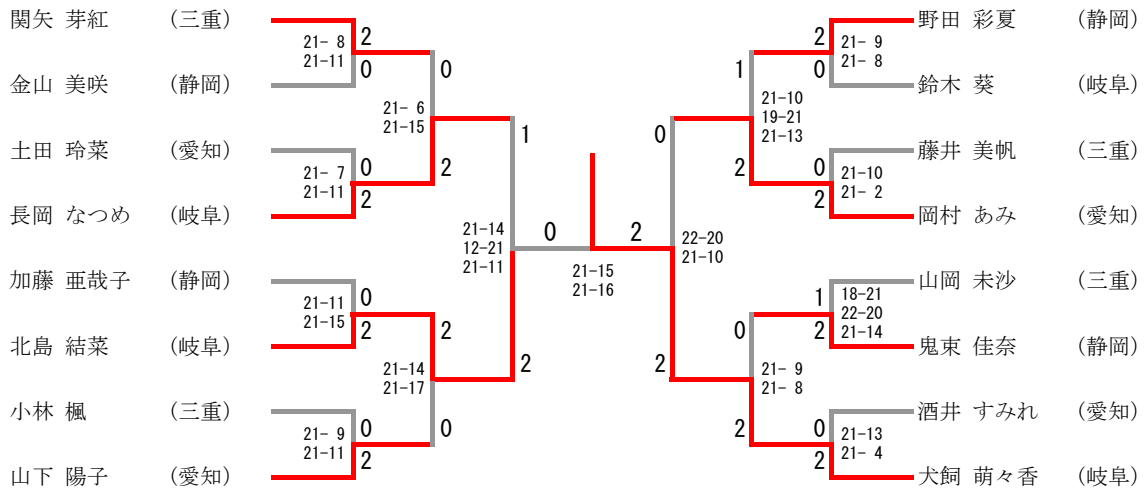 関矢 芽紅 (三重) 野田 彩夏 (静岡)
21- 8 2 2 21- 9
21-11 0 0 1 0 21- 8
金山 美咲 (静岡) 鈴木 葵 (岐阜)
21- 6 21-10
21-15 19-21
1 0 21-13
土田 玲菜 (愛知) 藤井 美帆 (三重)
21- 7 0 2 2 0 21-10
21-11 2 2 21- 2
長岡 なつめ (岐阜) 岡村 あみ (愛知)
21-14 0 2 22-20
12-21 21-10
21-11 21-15
21-16
加藤 亜哉子 (静岡) 山岡 未沙 (三重)
21-11 0 1 18-21
21-15 2 2 0 2 22-20
21-14
北島 結菜 (岐阜) 鬼束 佳奈 (静岡)
21-14 2 2 21- 9
21-17 21- 8
小林 楓 (三重) 酒井 すみれ (愛知)
21- 9 0 0 2 0 21-13
21-11 2 2 21- 4
山下 陽子 (愛知) 犬飼 萌々香 (岐阜)